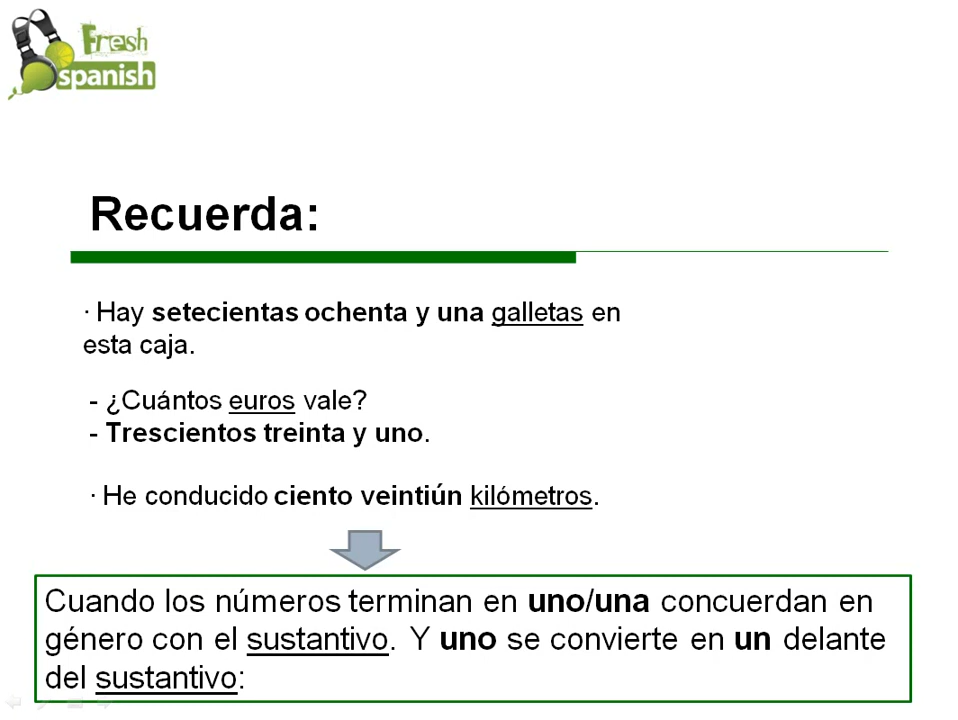 Fresh
spanish
Recuerda:
· Hay setecientas ochenta y una galletas en
esta caja.
- ¿Cuántos euros vale?
- Trescientos treinta y uno.
· He conducido ciento veintiún kilómetros.
Cuando los números terminan en uno/una concuerdan en
género con el sustantivo. Y uno se convierte en un delante
del sustantivo: